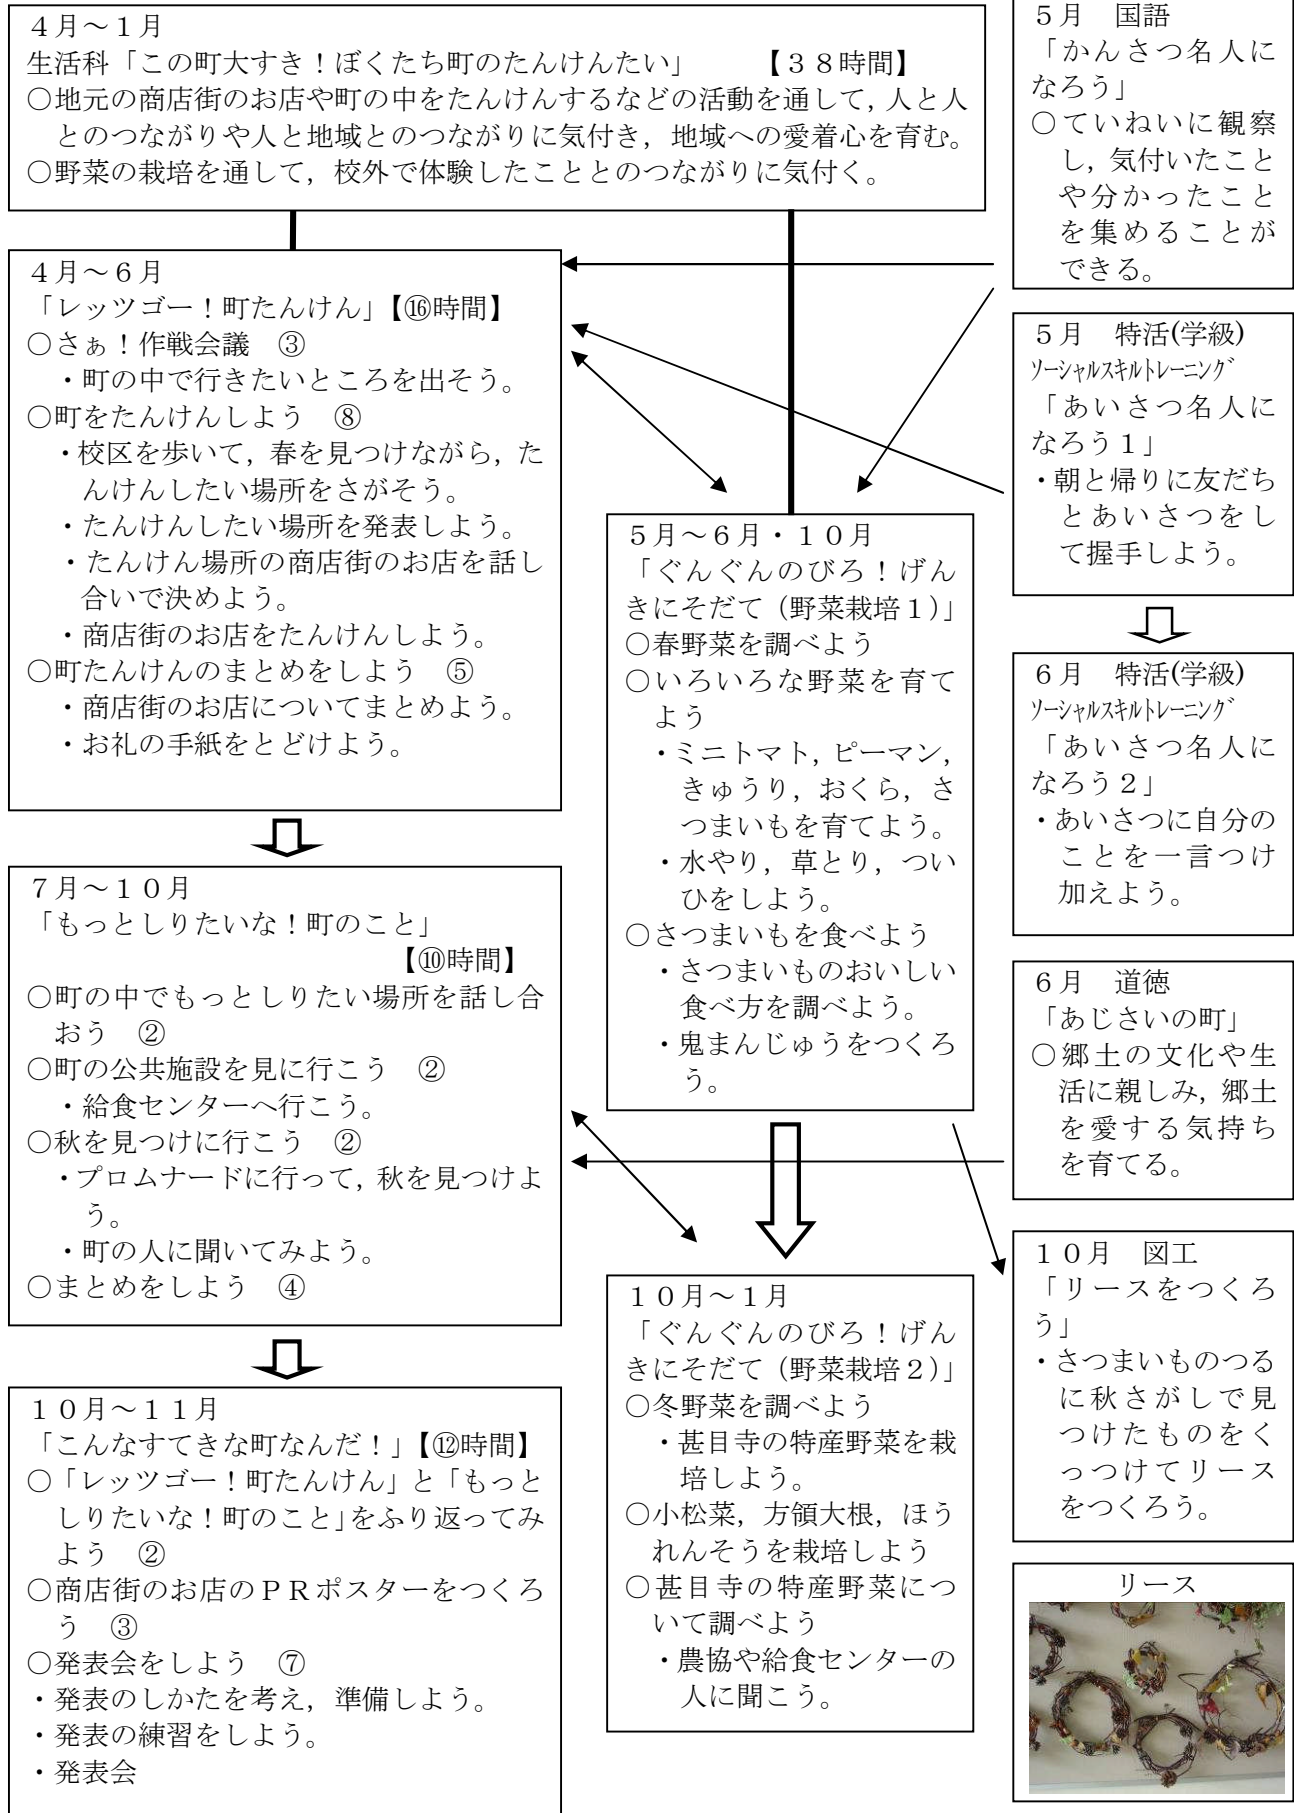 ４月～１月
生活科「この町大すき！ぼくたち町のたんけんたい」　【３８時間】
○地元の商店街のお店や町の中をたんけんするなどの活動を通して，人と人
とのつながりや人と地域とのつながりに気付き，地域への愛着心を育む。
○野菜の栽培を通して，校外で体験したこととのつながりに気付く。
４月～６月
「レッツゴー！町たんけん」【⑯時間】
○さぁ！作戦会議　③
・町の中で行きたいところを出そう。
○町をたんけんしよう　⑧
・校区を歩いて，春を見つけながら，た
んけんしたい場所をさがそう。
・たんけんしたい場所を発表しよう。
・たんけん場所の商店街のお店を話し
合いで決めよう。
・商店街のお店をたんけんしよう。
○町たんけんのまとめをしよう　⑤
・商店街のお店についてまとめよう。
・お礼の手紙をとどけよう。
７月～１０月
「もっとしりたいな！町のこと」
【⑩時間】
○町の中でもっとしりたい場所を話し合
おう　②
○町の公共施設を見に行こう　②
・給食センターへ行こう。
○秋を見つけに行こう　②
・プロムナードに行って，秋を見つけよ
う。
・町の人に聞いてみよう。
○まとめをしよう　④
１０月～１１月
「こんなすてきな町なんだ！」【⑫時間】
○「レッツゴー！町たんけん」と「もっと
しりたいな！町のこと」をふり返ってみ
よう　②
○商店街のお店のＰＲポスターをつくろ
う　③
○発表会をしよう　⑦
・発表のしかたを考え，準備しよう。
・発表の練習をしよう。
・発表会
５月～６月・１０月
「ぐんぐんのびろ！げん
きにそだて（野菜栽培１）」
○春野菜を調べよう
○いろいろな野菜を育て
よう
・ミニトマト，ピーマン，
きゅうり，おくら，さ
つまいもを育てよう。
・水やり，草とり，つい
ひをしよう。
○さつまいもを食べよう
・さつまいものおいしい
食べ方を調べよう。
・鬼まんじゅうをつくろ
う。
１０月～１月
「ぐんぐんのびろ！げん
きにそだて（野菜栽培２）」
○冬野菜を調べよう
・甚目寺の特産野菜を栽
培しよう。
○小松菜，方領大根，ほう
れんそうを栽培しよう
○甚目寺の特産野菜につ
いて調べよう
・農協や給食センターの
人に聞こう。
５月　国語
「かんさつ名人に
なろう」
○ていねいに観察
し，気付いたこと
や分かったこと
を集めることが
できる。
５月　特活(学級)
ｿｰｼｬﾙｽｷﾙﾄﾚｰﾆﾝｸﾞ
「あいさつ名人に
なろう１」
・朝と帰りに友だち
とあいさつをし
て握手しよう。
６月　特活(学級)
ｿｰｼｬﾙｽｷﾙﾄﾚｰﾆﾝｸﾞ
「あいさつ名人に
なろう２」
・あいさつに自分の
ことを一言つけ
加えよう。
６月　道徳
「あじさいの町」
○郷土の文化や生
活に親しみ，郷土
を愛する気持ち
を育てる。
１０月　図工
「リースをつくろ
う」
・さつまいものつる
に秋さがしで見
つけたものをく
っつけてリース
をつくろう。
リース